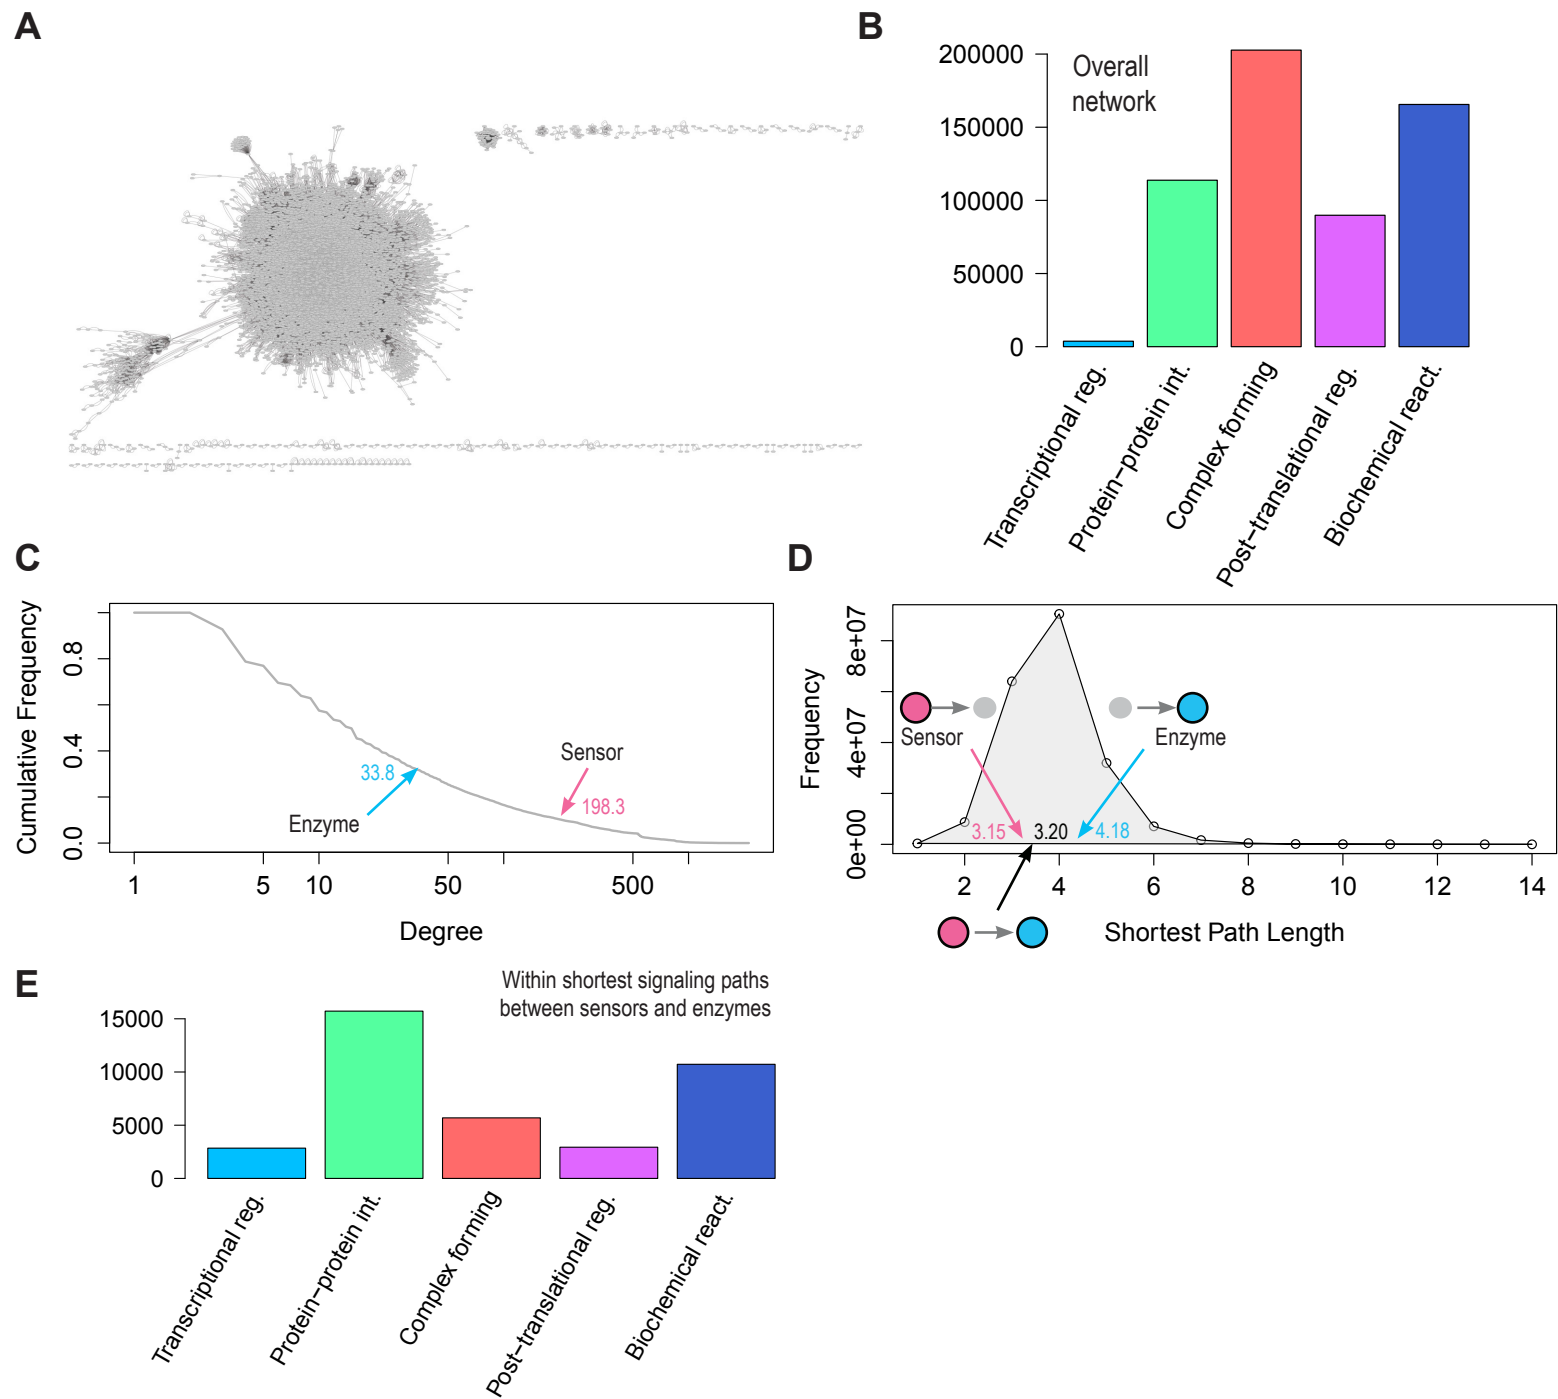 A
B
200000
150000
100000
50000
0
Overall
network
Transcriptional reg.
Protein−protein int.
Complex forming
Post−translational reg.
Biochemical react.
C
Cumulative Frequency
0.8
0.4
0.0
33.8
Enzyme
Sensor
198.3
1 5 10 50 500
Degree
D
Frequency
8e+07
4e+07
0e+00
Sensor
Enzyme
3.15 3.20 4.18
2 4 6 8 10 12 14
Shortest Path Length
E
Within shortest signaling paths
between sensors and enzymes
15000
10000
5000
0
Transcriptional reg.
Protein−protein int.
Complex forming
Post−translational reg.
Biochemical react.